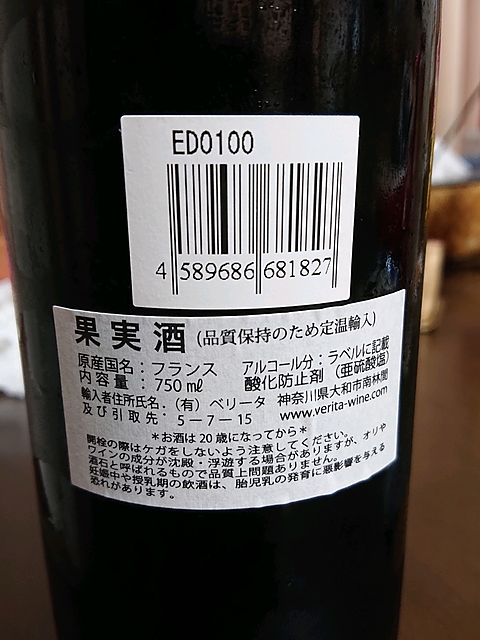 ED0100
4 589686 681827
果実酒 (品質保持のため定温輸入)
原産国名：フランス アルコール分：ラベルに記載
内容量：750㎖ 酸化防止剤（亜硫酸塩）
輸入者住所氏名：（有）ベリータ 神奈川県大和市南林間
及び引取先 5－7－15 www.verita-wine.com
＊お酒は20歳になってから＊
開栓の際はケガをしないよう注意してください。
ワインの成分が沈殿・浮遊する場合がありますが、オリや
酒石と呼ばれるもので品質上問題ありません。
妊娠中や授乳期の飲酒は、胎児乳の発育に悪影響を与える
恐れがあります。